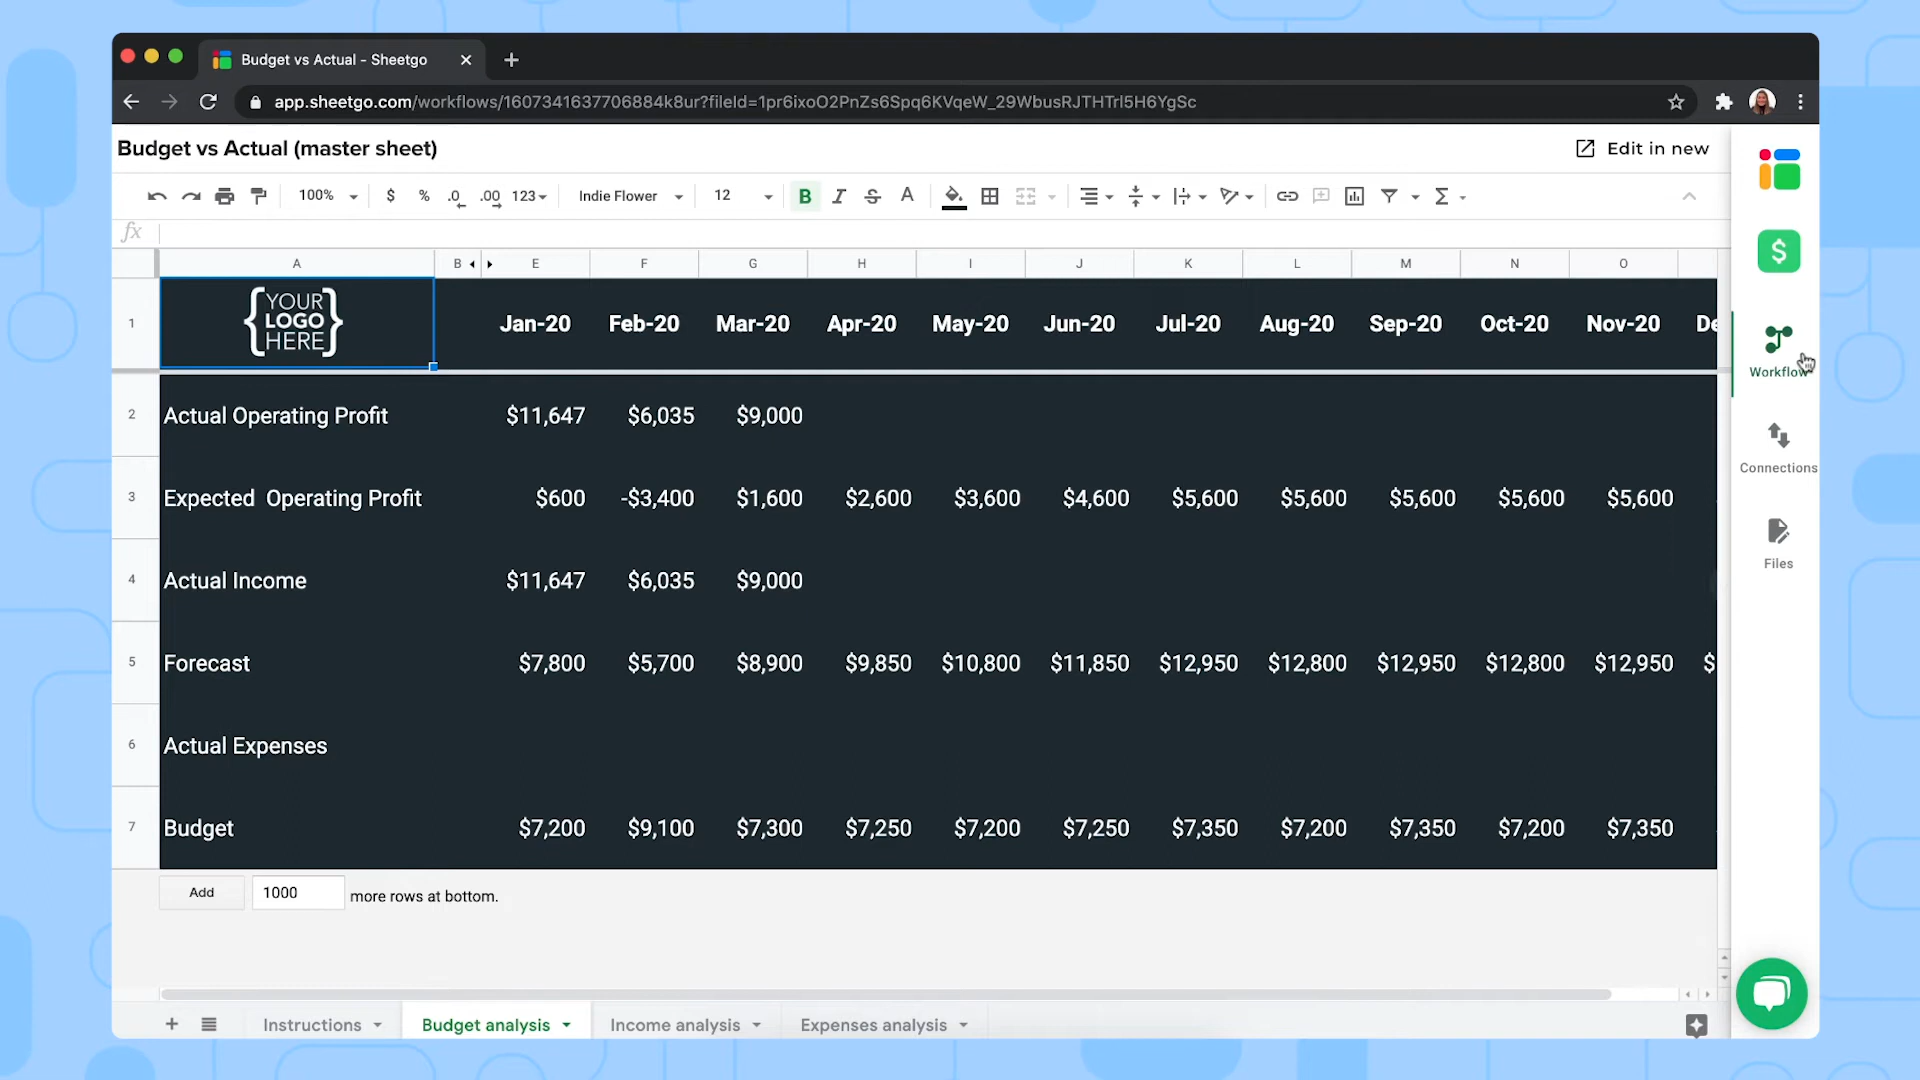 Budget vs Actual - Sheetgo
app.sheetgo.com/workflows/1607341637706884k8ur?fileId=1pr6ixoO2PnZs6Spq6KVqeW_29WbusRJTHTrl5H6YgSc
Budget vs Actual (master sheet)
Edit in new
100% $ % .0 .00 123 Indie Flower 12 B I S A Σ
fx
A B E F G H I J K L M N O
1 {YOUR LOGO HERE} Jan-20 Feb-20 Mar-20 Apr-20 May-20 Jun-20 Jul-20 Aug-20 Sep-20 Oct-20 Nov-20 De
2 Actual Operating Profit $11,647 $6,035 $9,000
3 Expected  Operating Profit $600 -$3,400 $1,600 $2,600 $3,600 $4,600 $5,600 $5,600 $5,600 $5,600 $5,600
4 Actual Income $11,647 $6,035 $9,000
5 Forecast $7,800 $5,700 $8,900 $9,850 $10,800 $11,850 $12,950 $12,800 $12,950 $12,800 $12,950 $
6 Actual Expenses
7 Budget $7,200 $9,100 $7,300 $7,250 $7,200 $7,250 $7,350 $7,200 $7,350 $7,200 $7,350
Add 1000 more rows at bottom.
Instructions Budget analysis Income analysis Expenses analysis
$
Workflow
Connections
Files